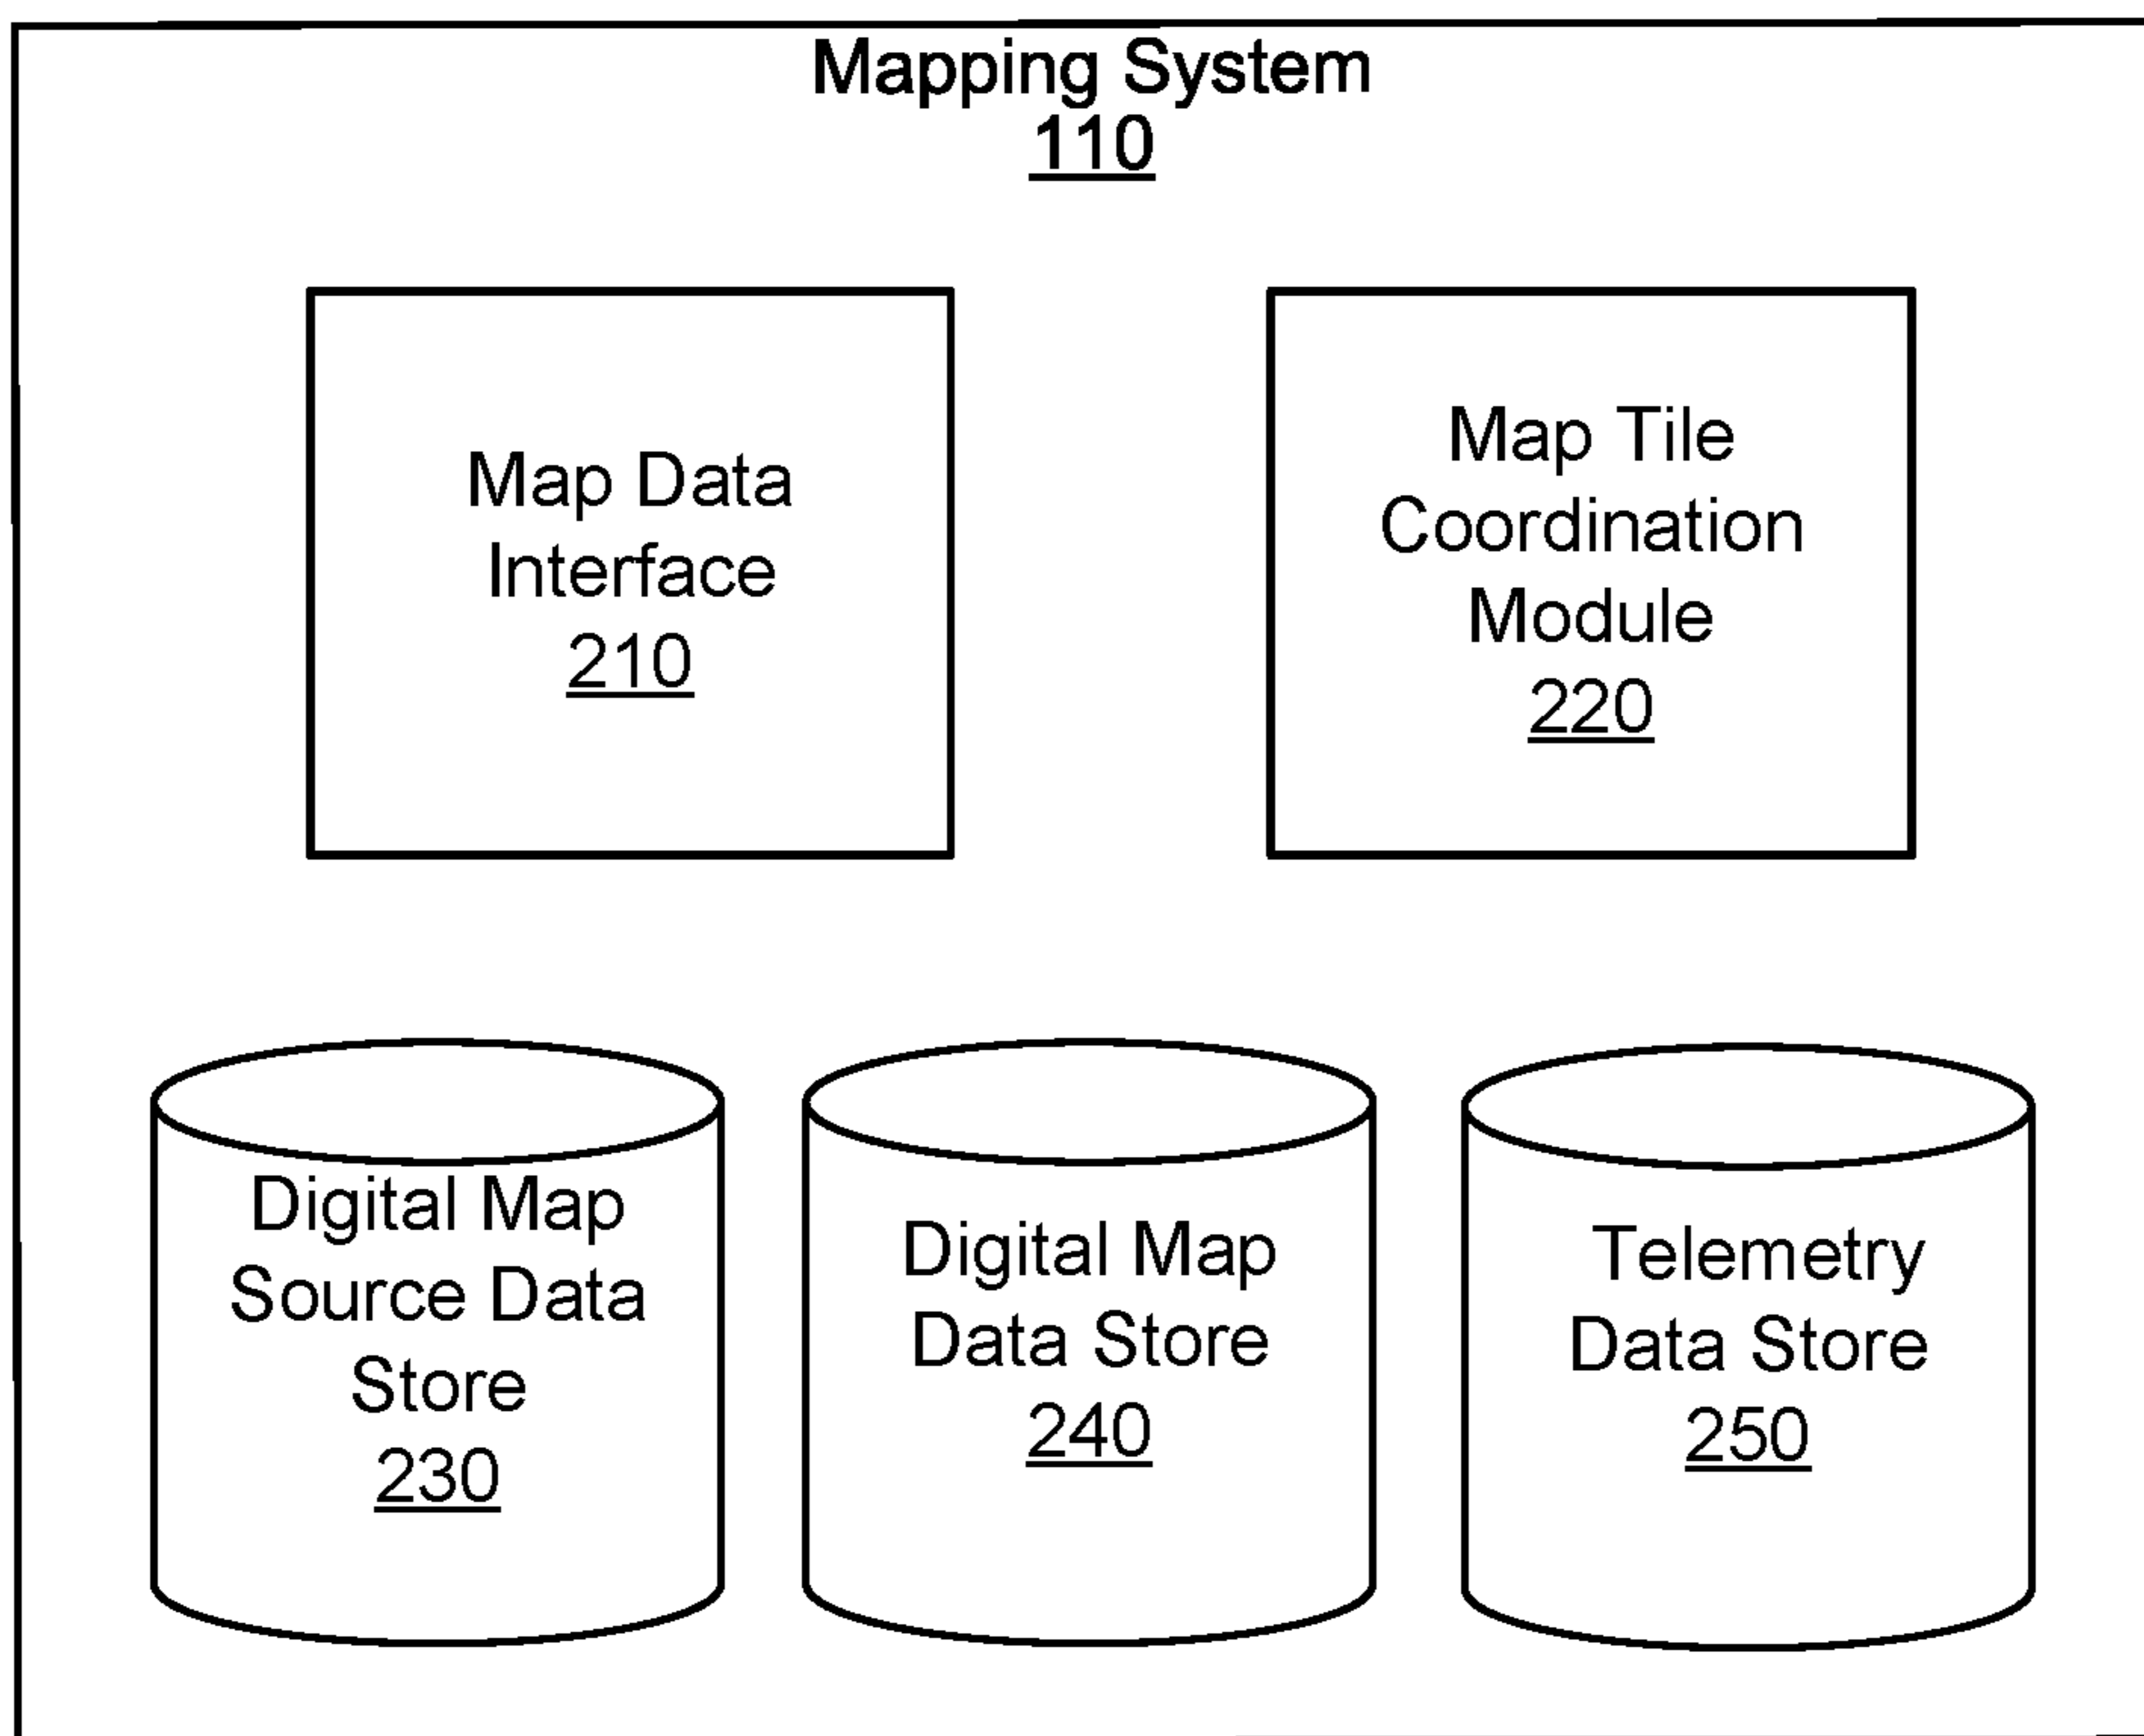 Mapping System
110
Map Data
Interface
210
Map Tile
Coordination
Module
220
Digital Map
Source Data
Store
230
Digital Map
Data Store
240
Telemetry
Data Store
250